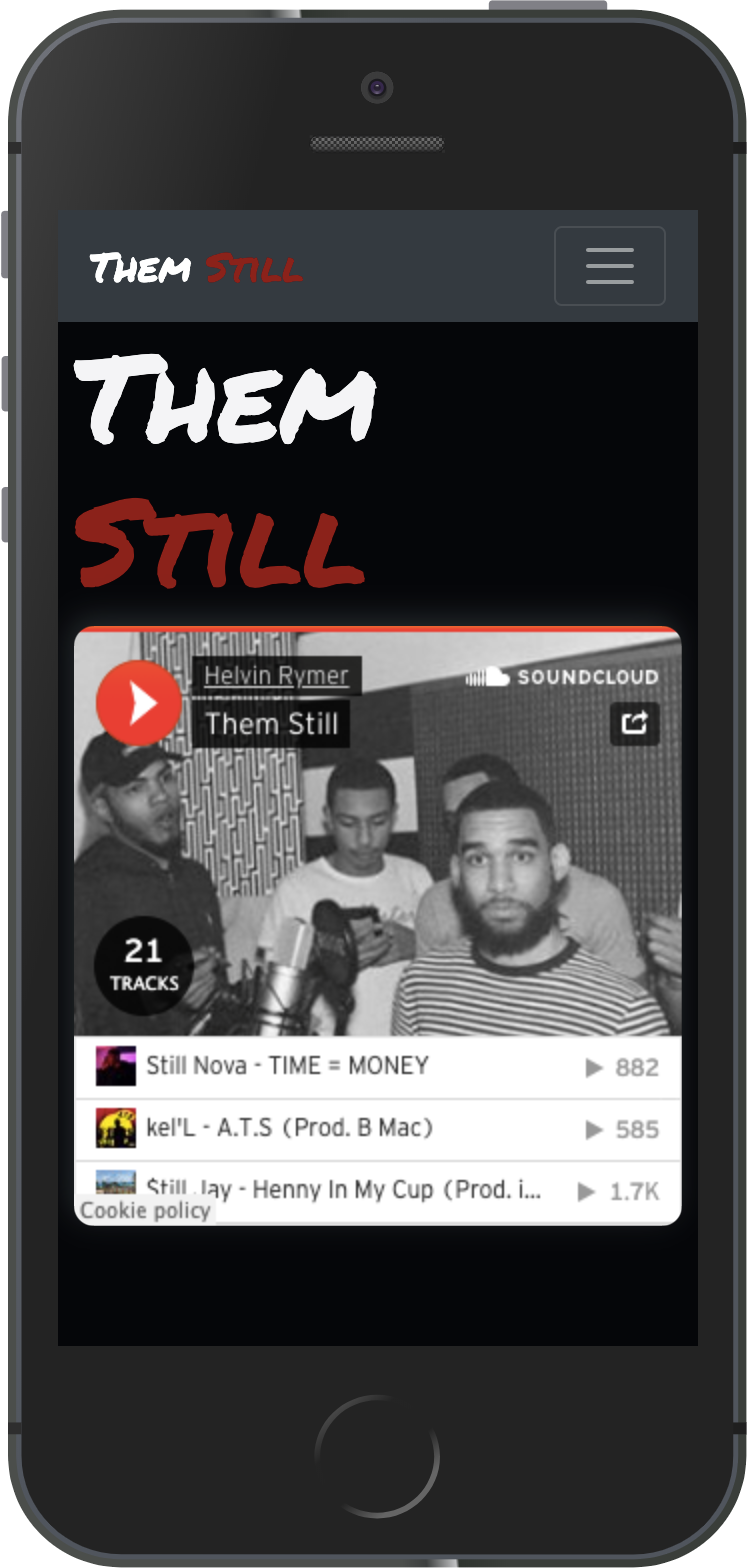 Them Still
Them
Still
Helvin Rymer
SOUNDCLOUD
Them Still
21
TRACKS
Still Nova - TIME = MONEY 882
kel'L - A.T.S (Prod. B Mac) 585
$till Jay - Henny In My Cup (Prod. i... 1.7K
Cookie policy